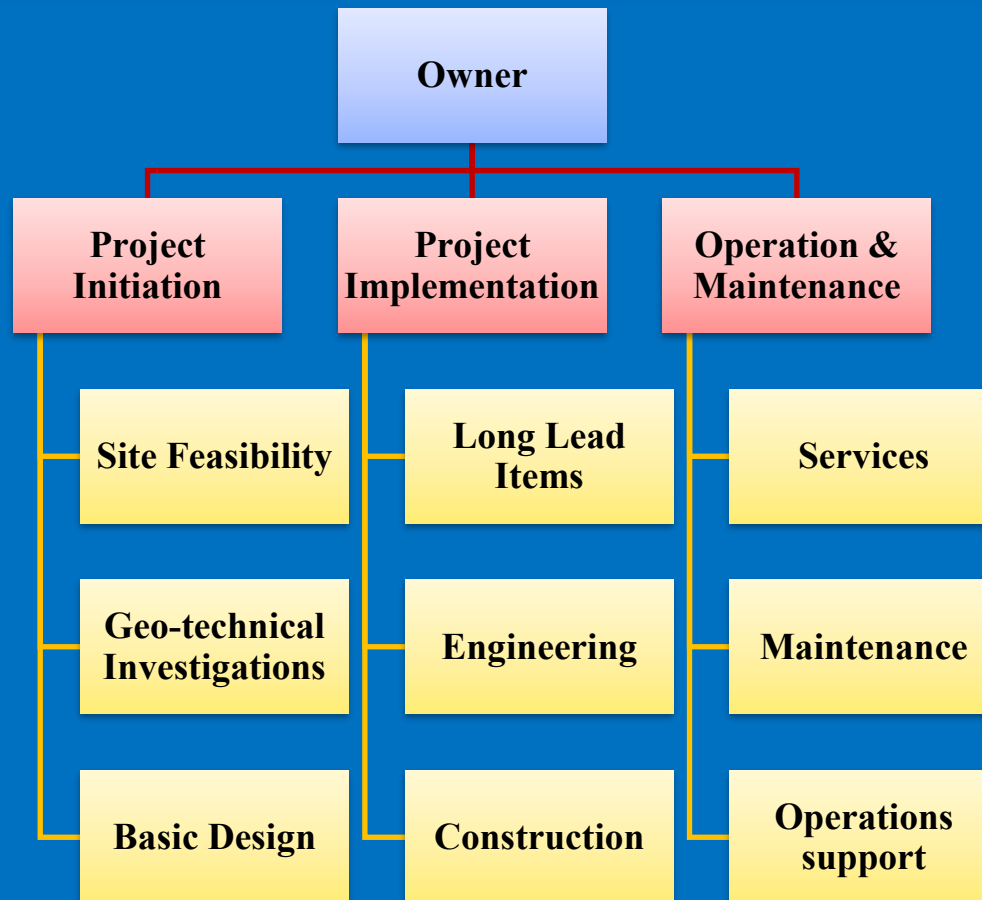 Owner
Project
Initiation
Project
Implementation
Operation &
Maintenance
Site Feasibility
Long Lead
Items
Services
Geo-technical
Investigations
Engineering
Maintenance
Basic Design
Construction
Operations
support